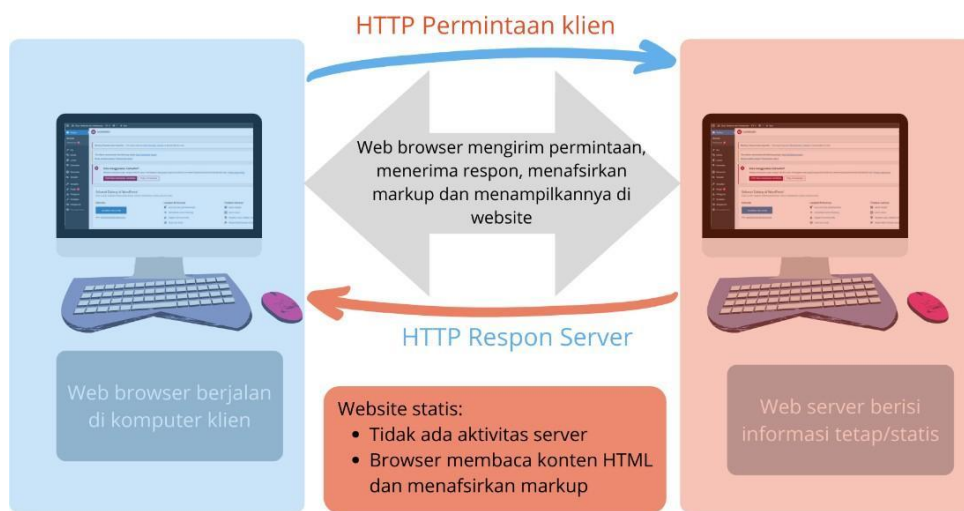 HTTP Permintaan klien
Web browser mengirim permintaan,
menerima respon, menafsirkan
markup dan menampilkannya di
website
HTTP Respon Server
Web browser berjalan
di komputer klien
Website statis:
• Tidak ada aktivitas server
• Browser membaca konten HTML
dan menafsirkan markup
Web server berisi
informasi tetap/statis